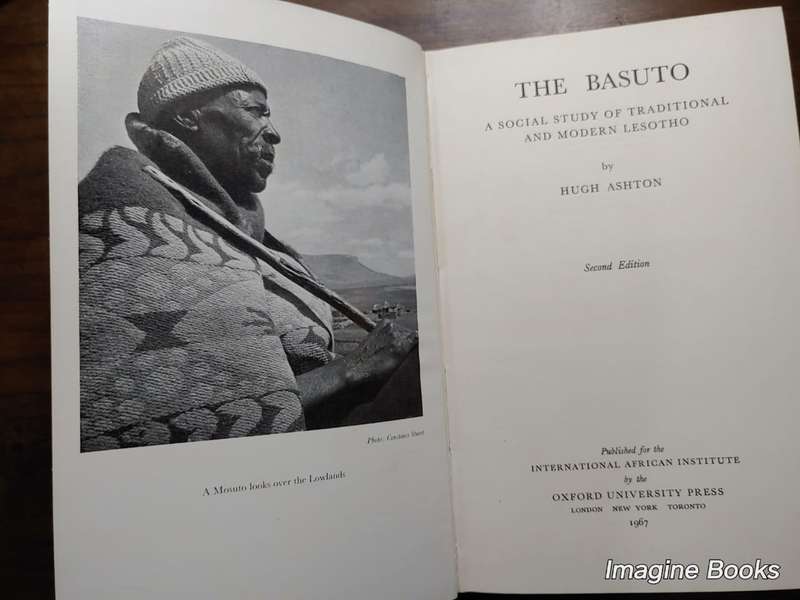 Photo: Constance Stuart
A Mosuto looks over the Lowlands
THE BASUTO
A SOCIAL STUDY OF TRADITIONAL
AND MODERN LESOTHO
by
HUGH ASHTON
Second Edition
Published for the
INTERNATIONAL AFRICAN INSTITUTE
by the
OXFORD UNIVERSITY PRESS
LONDON NEW YORK TORONTO
1967
Imagine Books